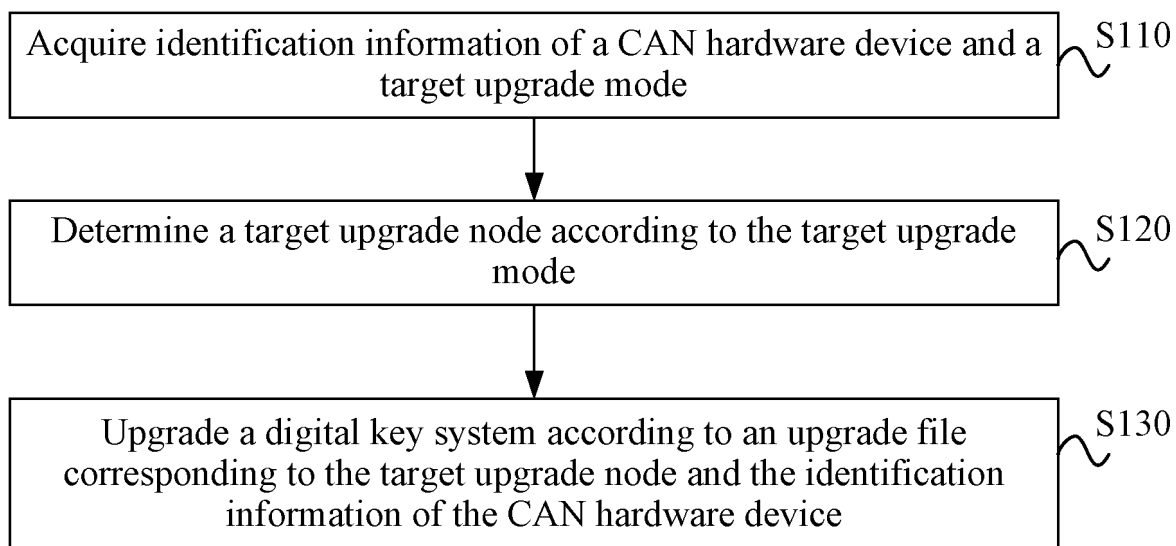 Acquire identification information of a CAN hardware device and a
target upgrade mode
S110
Determine a target upgrade node according to the target upgrade
mode
S120
Upgrade a digital key system according to an upgrade file
corresponding to the target upgrade node and the identification
information of the CAN hardware device
S130